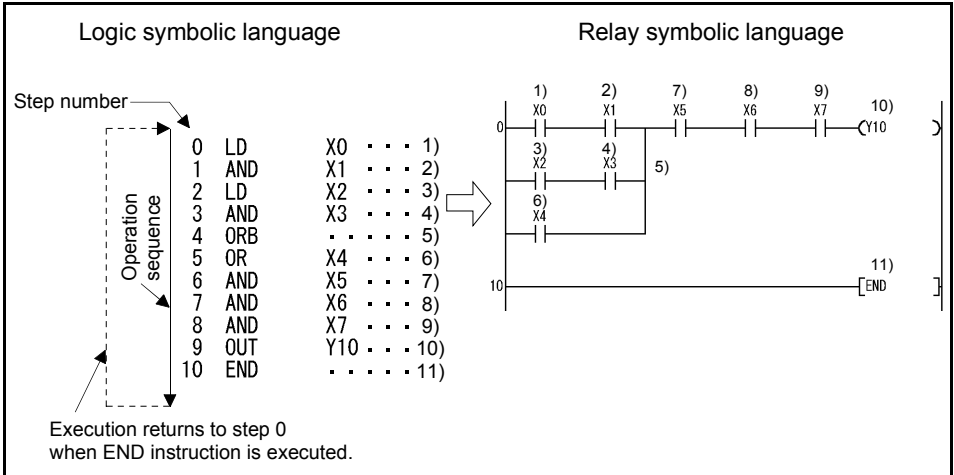 Logic symbolic language
Relay symbolic language
Step number
0 LD X0 · · · 1)
1 AND X1 · · · 2)
2 LD X2 · · · 3)
3 AND X3 · · · 4)
4 ORB · · · · · 5)
5 OR X4 · · · 6)
6 AND X5 · · · 7)
7 AND X6 · · · 8)
8 AND X7 · · · 9)
9 OUT Y10 · · · 10)
10 END · · · · · 11)
Operation
sequence
Execution returns to step 0
when END instruction is executed.
1) 2) 7) 8) 9) 10)
X0 X1 X5 X6 X7
0 Y10
3) 4)
X2 X3 5)
6)
X4
11)
10 END